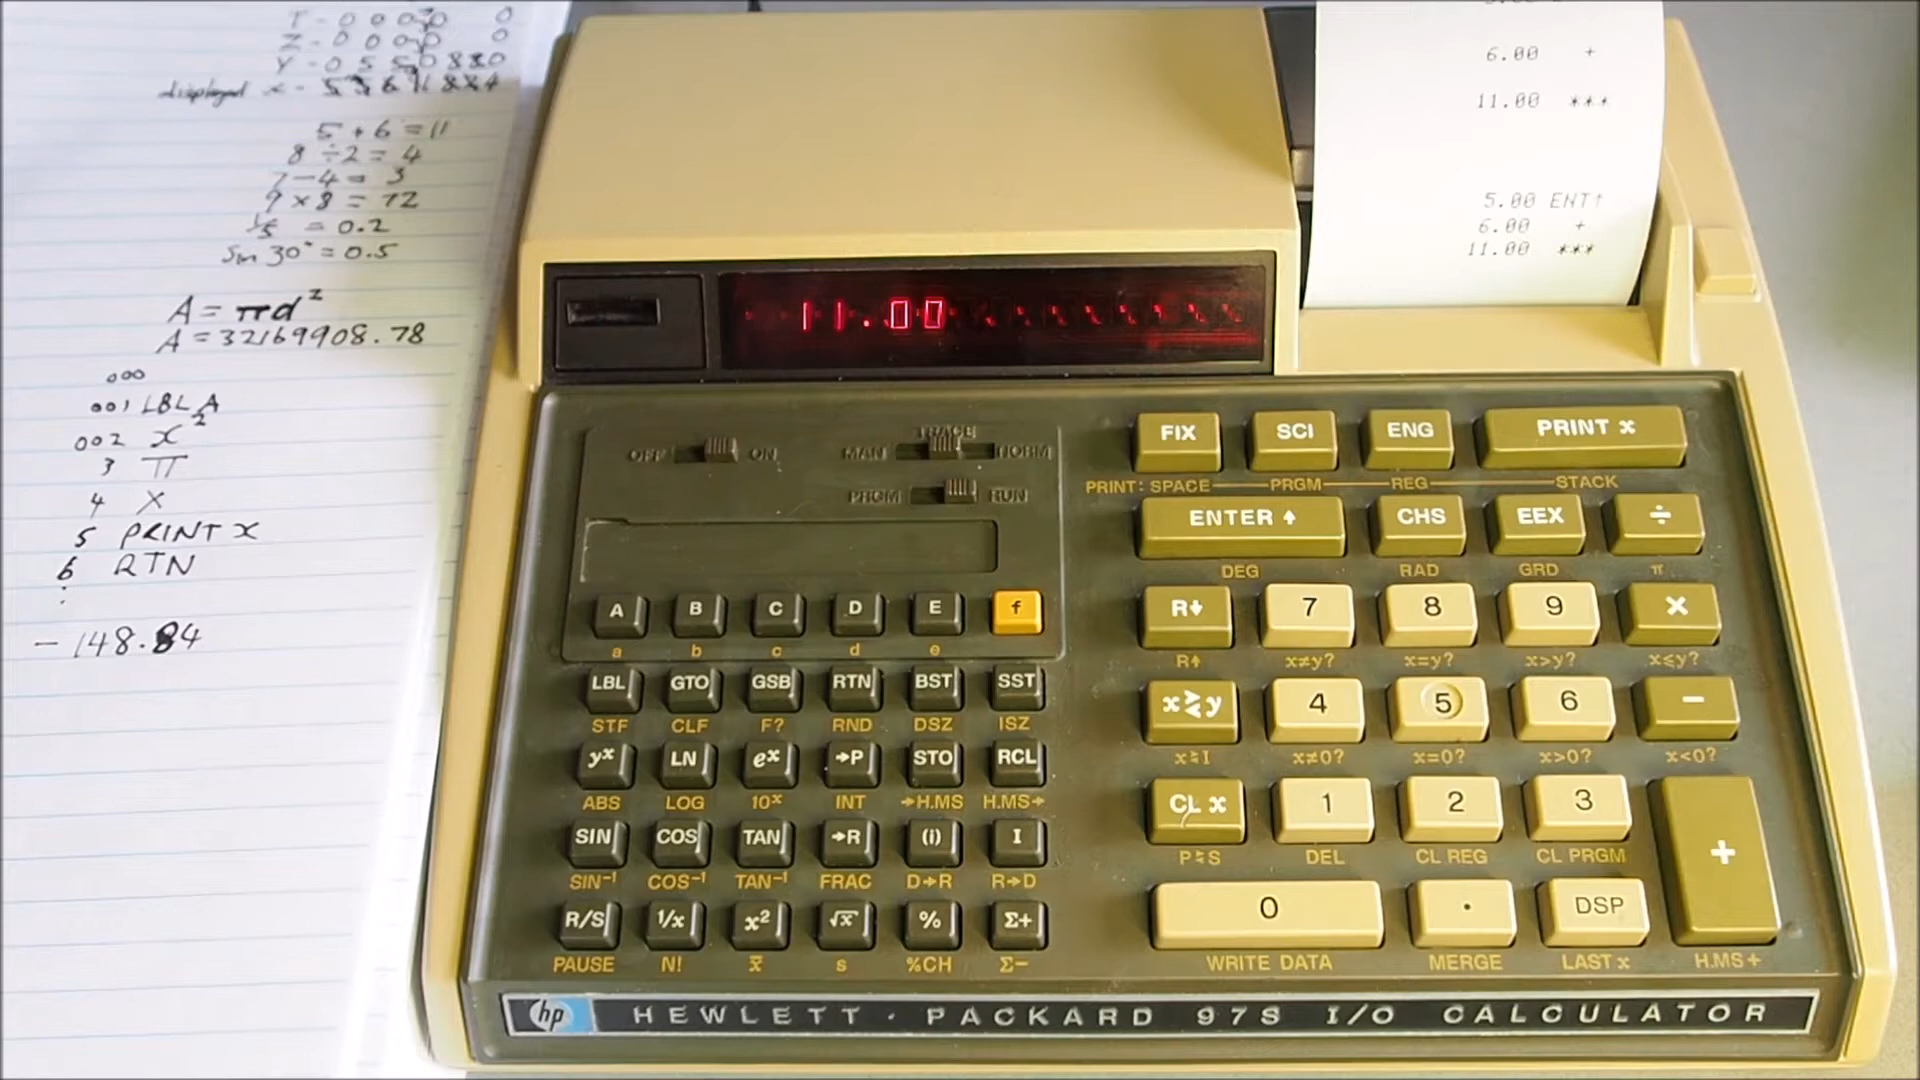 T - 0 0 0 0 0
Z - 0 0 0 0 0
Y - 0 5 5 0 8 8 0
displayed x -
5 + 6 = 11
8 ÷ 2 = 4
7 - 4 = 3
9 × 8 = 72
1/5 = 0.2
Sin 30° = 0.5
A = πd²
A = 32169908.78
000
001 LBL A
002 x²
3 π
4 X
5 PRINT x
6 RTN
- 148.84
6.00 +
11.00 ***
5.00 ENT↑
6.00 +
11.00 ***
11.00
OFF ON MAN TRACE NORM
PRGM RUN
A B C D E f
a b c d e
LBL GTO GSB RTN BST SST
STF CLF F? RND DSZ ISZ
yˣ LN eˣ →P STO RCL
ABS LOG 10ˣ INT →H.MS H.MS→
SIN COS TAN →R (i) I
SIN⁻¹ COS⁻¹ TAN⁻¹ FRAC D→R R→D
R/S 1/x x² √x % Σ+
PAUSE N! x̄ s %CH Σ−
FIX SCI ENG PRINT x
PRINT: SPACE PRGM REG STACK
ENTER ↑ CHS EEX ÷
DEG RAD GRD π
R↓ 7 8 9 ×
R↑ x≠y? x=y? x>y? x≤y?
x≷y 4 5 6 −
x≷I x≠0? x=0? x>0? x<0?
CL x 1 2 3 +
P≷S DEL CL REG CL PRGM
0 · DSP
WRITE DATA MERGE LAST x H.MS+
hp HEWLETT · PACKARD 97S I/O CALCULATOR